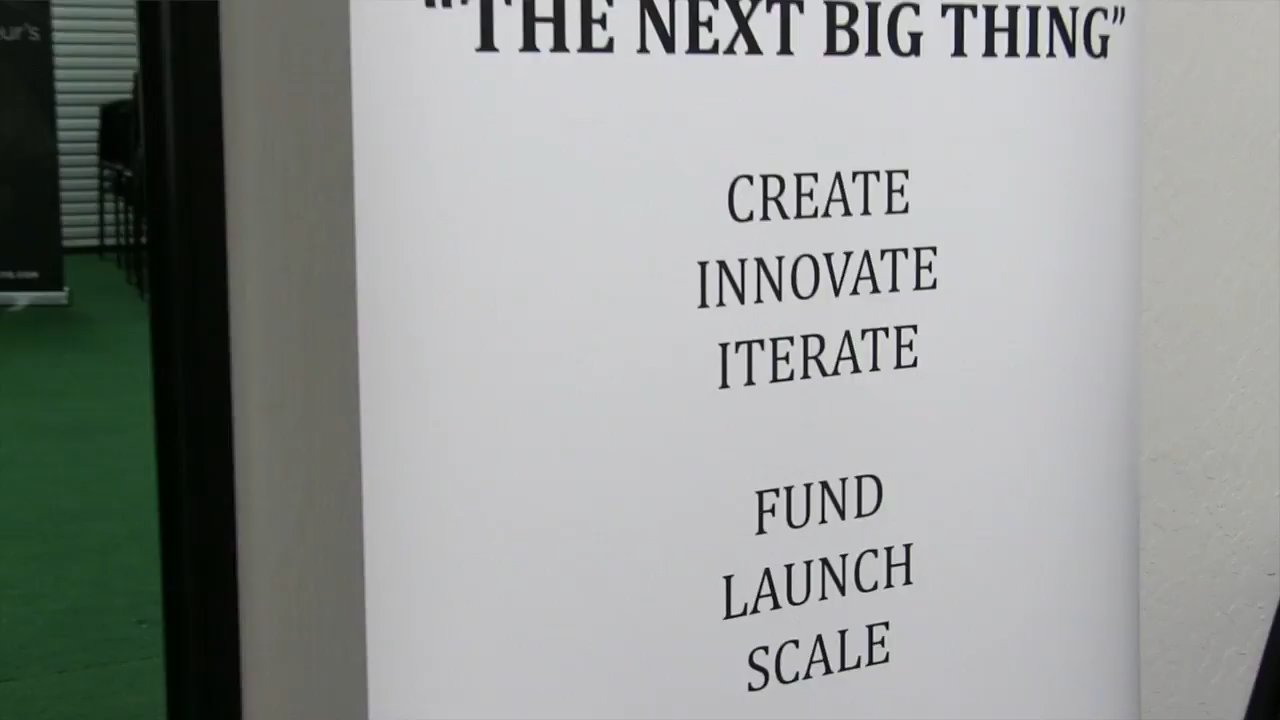 "THE NEXT BIG THING"
CREATE
INNOVATE
ITERATE
FUND
LAUNCH
SCALE